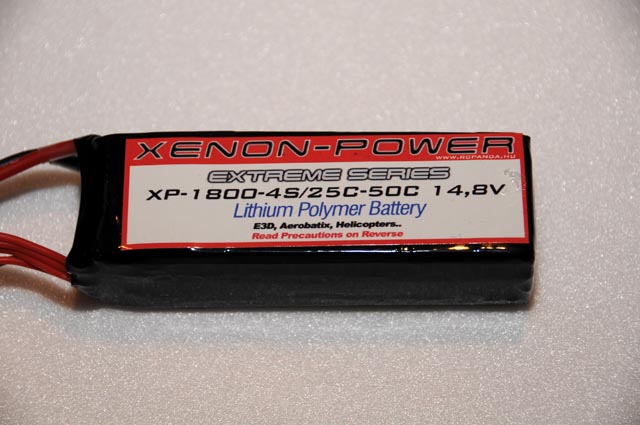 XENON-POWER
WWW.RCPANDA.HU
EXTREME SERIES
XP-1800-4S/25C-50C 14,8V
Lithium Polymer Battery
E3D, Aerobatix, Helicopters..
Read Precautions on Reverse